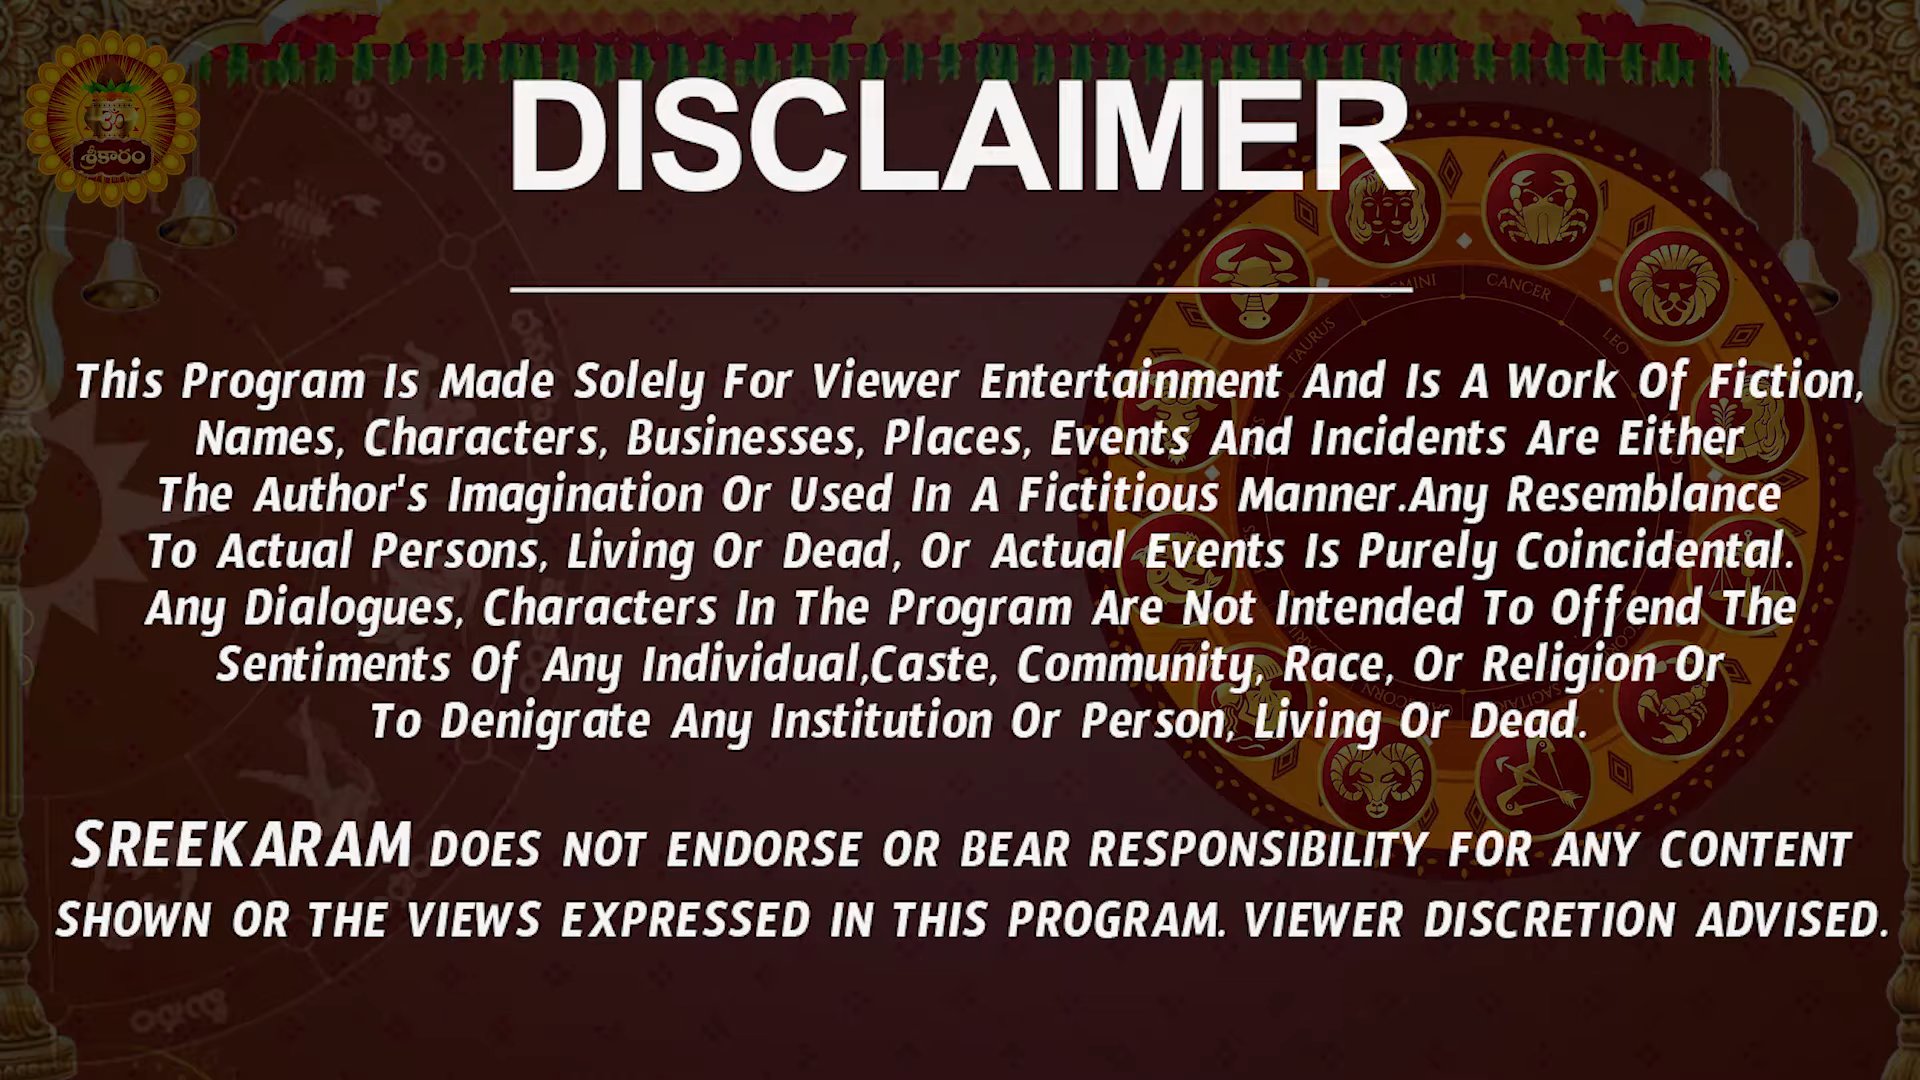 ॐ
శ్రీకారం
DISCLAIMER
GEMINI
CANCER
TAURUS
LEO
This Program Is Made Solely For Viewer Entertainment And Is A Work Of Fiction,
Names, Characters, Businesses, Places, Events And Incidents Are Either
The Author's Imagination Or Used In A Fictitious Manner.Any Resemblance
To Actual Persons, Living Or Dead, Or Actual Events Is Purely Coincidental.
Any Dialogues, Characters In The Program Are Not Intended To Offend The
Sentiments Of Any Individual,Caste, Community, Race, Or Religion Or
To Denigrate Any Institution Or Person, Living Or Dead.
SREEKARAM DOES NOT ENDORSE OR BEAR RESPONSIBILITY FOR ANY CONTENT
SHOWN OR THE VIEWS EXPRESSED IN THIS PROGRAM. VIEWER DISCRETION ADVISED.